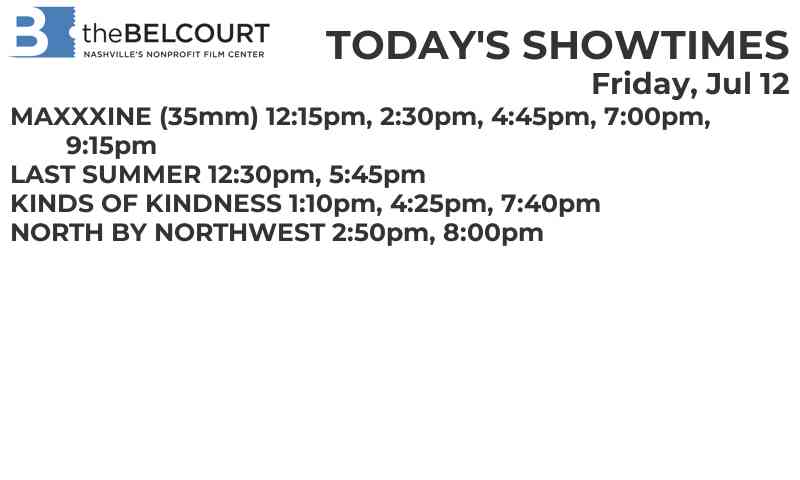 B theBELCOURT
NASHVILLE'S NONPROFIT FILM CENTER
TODAY'S SHOWTIMES
Friday, Jul 12
MAXXXINE (35mm) 12:15pm, 2:30pm, 4:45pm, 7:00pm,
9:15pm
LAST SUMMER 12:30pm, 5:45pm
KINDS OF KINDNESS 1:10pm, 4:25pm, 7:40pm
NORTH BY NORTHWEST 2:50pm, 8:00pm